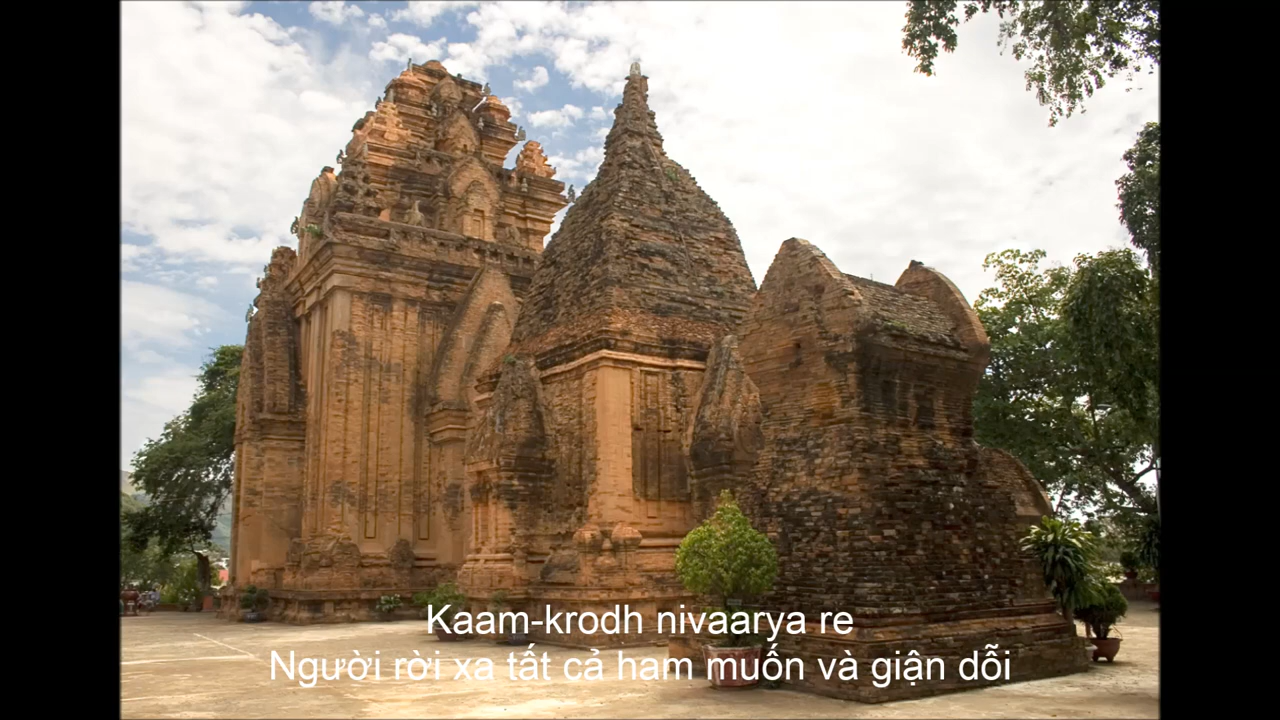 Kaam-krodh nivaarya re
Người rời xa tất cả ham muốn và giận dỗi